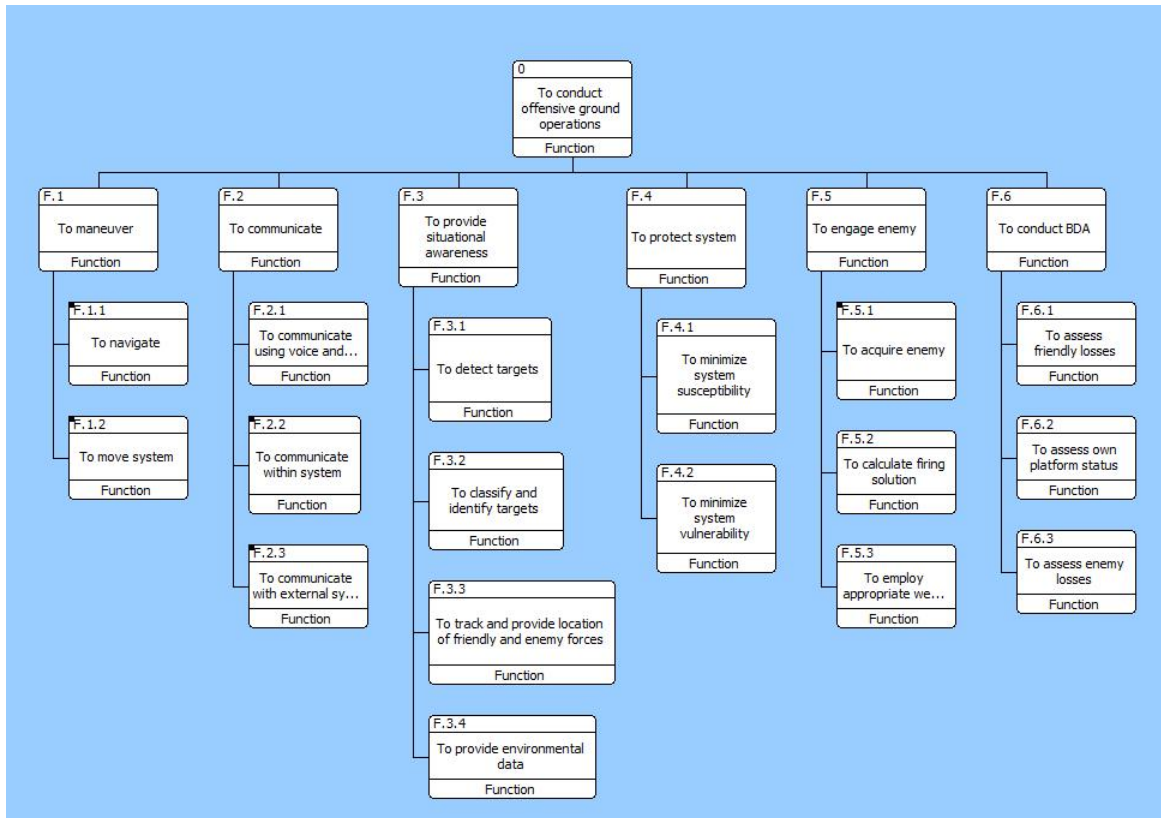 0
To conduct
offensive ground
operations
Function
F.1
To maneuver
Function
F.2
To communicate
Function
F.3
To provide
situational
awareness
Function
F.4
To protect system
Function
F.5
To engage enemy
Function
F.6
To conduct BDA
Function
F.1.1
To navigate
Function
F.1.2
To move system
Function
F.2.1
To communicate
using voice and...
Function
F.2.2
To communicate
within system
Function
F.2.3
To communicate
with external sy...
Function
F.3.1
To detect targets
Function
F.3.2
To classify and
identify targets
Function
F.3.3
To track and provide location
of friendly and enemy forces
Function
F.3.4
To provide environmental
data
Function
F.4.1
To minimize
system
susceptibility
Function
F.4.2
To minimize
system
vulnerability
Function
F.5.1
To acquire enemy
Function
F.5.2
To calculate firing
solution
Function
F.5.3
To employ
appropriate we...
Function
F.6.1
To assess
friendly losses
Function
F.6.2
To assess own
platform status
Function
F.6.3
To assess enemy
losses
Function